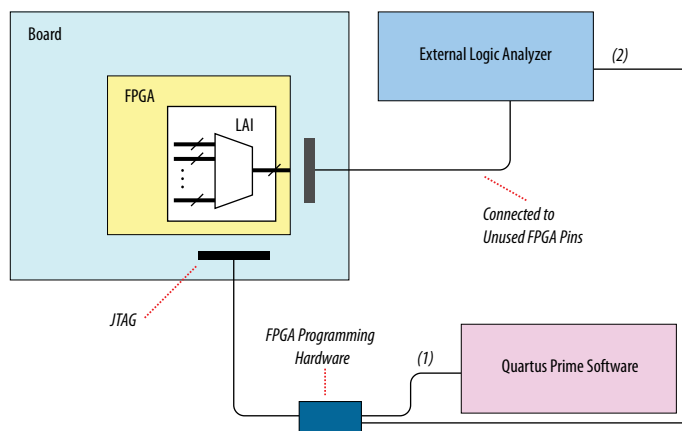 Board
External Logic Analyzer
(2)
FPGA
LAI
Connected to
Unused FPGA Pins
JTAG
FPGA Programming
Hardware
(1)
Quartus Prime Software